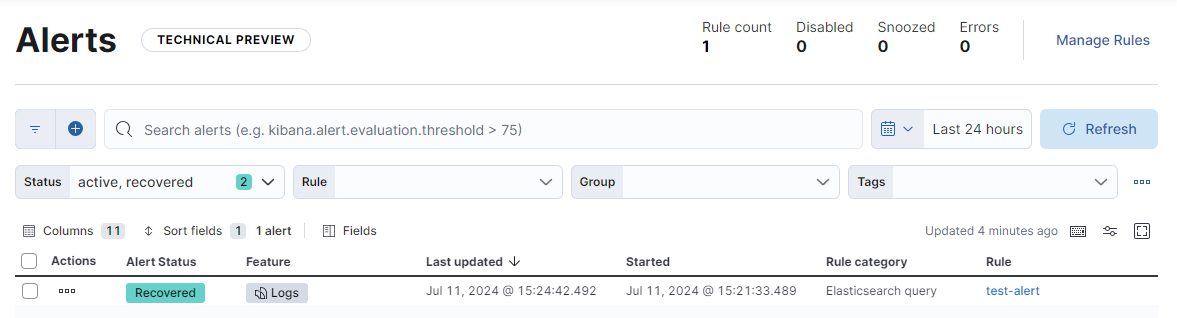 Alerts TECHNICAL PREVIEW Rule count Disabled Snoozed Errors Manage Rules
1 0 0 0
Search alerts (e.g. kibana.alert.evaluation.threshold > 75) Last 24 hours Refresh
Status active, recovered 2 Rule Group Tags
Columns 11 Sort fields 1 1 alert Fields Updated 4 minutes ago
Actions Alert Status Feature Last updated Started Rule category Rule
Recovered Logs Jul 11, 2024 @ 15:24:42.492 Jul 11, 2024 @ 15:21:33.489 Elasticsearch query test-alert